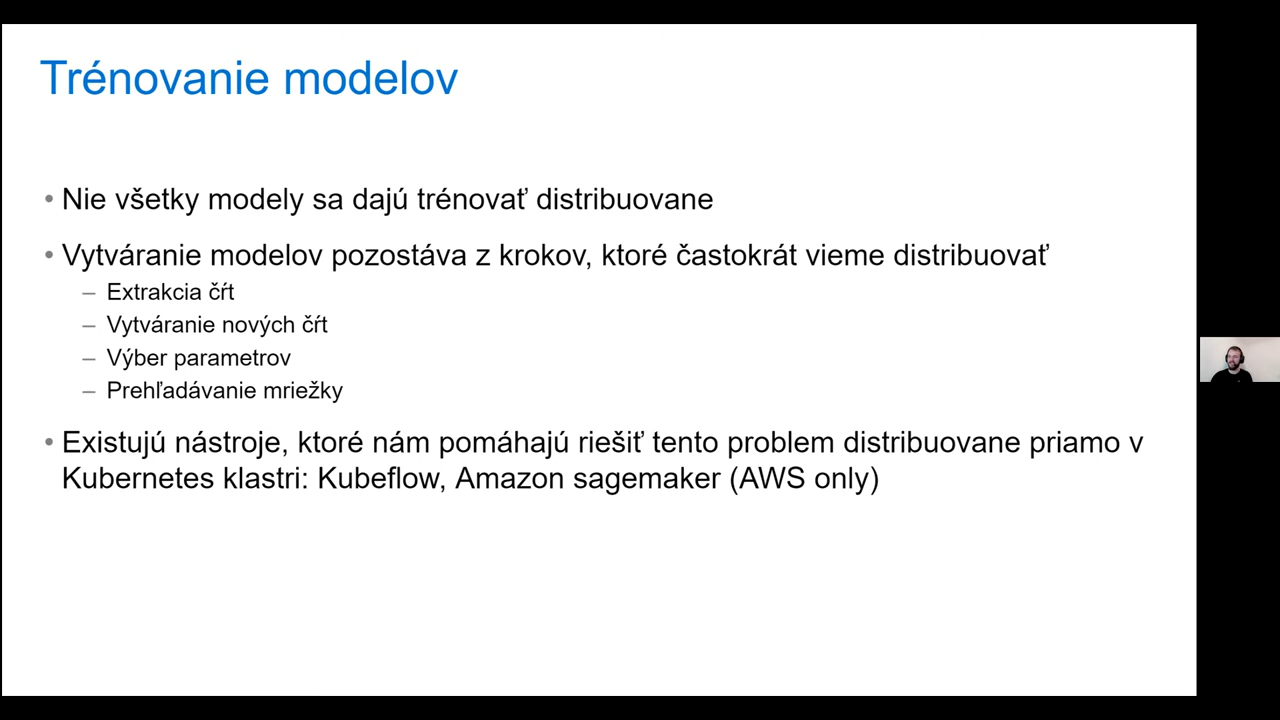 Trénovanie modelov
• Nie všetky modely sa dajú trénovať distribuovane
• Vytváranie modelov pozostáva z krokov, ktoré častokrát vieme distribuovať
– Extrakcia čŕt
– Vytváranie nových čŕt
– Výber parametrov
– Prehľadávanie mriežky
• Existujú nástroje, ktoré nám pomáhajú riešiť tento problem distribuovane priamo v
Kubernetes klastri: Kubeflow, Amazon sagemaker (AWS only)